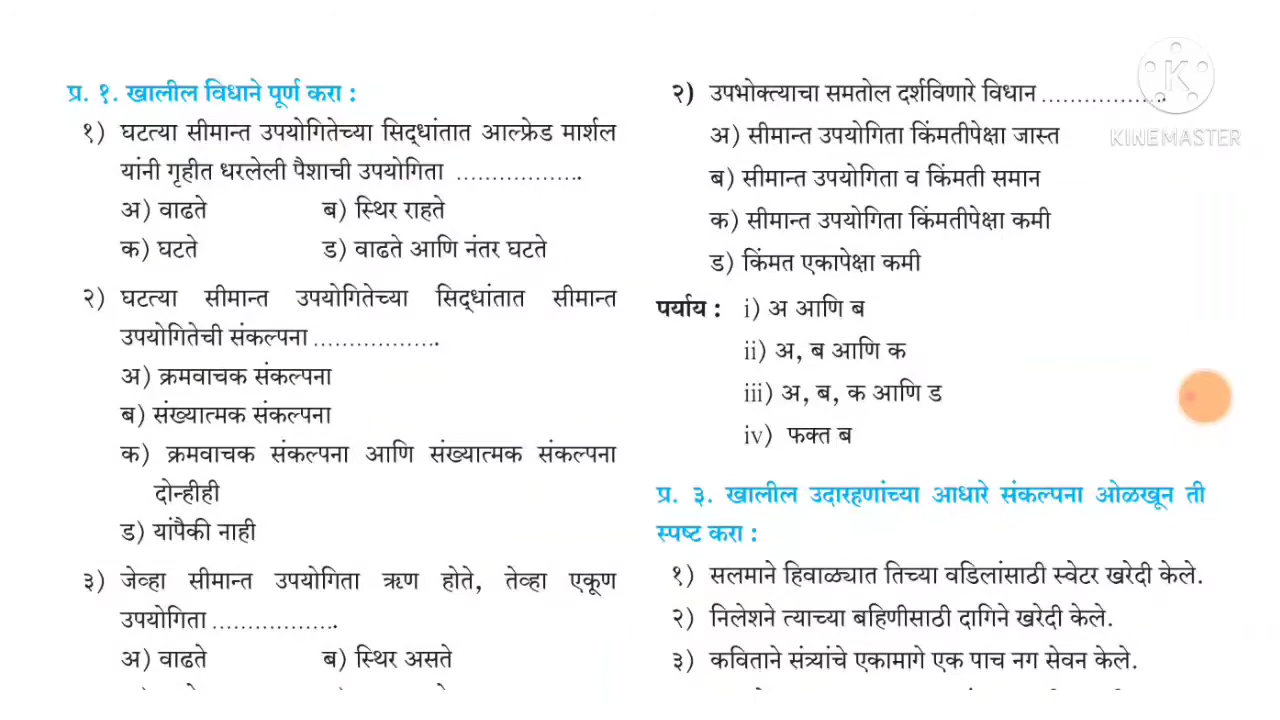 प्र. १. खालील विधाने पूर्ण करा :
१) घटत्या सीमान्त उपयोगितेच्या सिद्धांतात आल्फ्रेड मार्शल
यांनी गृहीत धरलेली पैशाची उपयोगिता ..................
अ) वाढते ब) स्थिर राहते
क) घटते ड) वाढते आणि नंतर घटते
२) घटत्या सीमान्त उपयोगितेच्या सिद्धांतात सीमान्त
उपयोगितेची संकल्पना ..................
अ) क्रमवाचक संकल्पना
ब) संख्यात्मक संकल्पना
क) क्रमवाचक संकल्पना आणि संख्यात्मक संकल्पना
दोन्हीही
ड) यांपैकी नाही
३) जेव्हा सीमान्त उपयोगिता ऋण होते, तेव्हा एकूण
उपयोगिता ..................
अ) वाढते ब) स्थिर असते
२) उपभोक्त्याचा समतोल दर्शविणारे विधान ..................
अ) सीमान्त उपयोगिता किंमतीपेक्षा जास्त
ब) सीमान्त उपयोगिता व किंमती समान
क) सीमान्त उपयोगिता किंमतीपेक्षा कमी
ड) किंमत एकापेक्षा कमी
पर्याय : i) अ आणि ब
ii) अ, ब आणि क
iii) अ, ब, क आणि ड
iv) फक्त ब
प्र. ३. खालील उदारहणांच्या आधारे संकल्पना ओळखून ती
स्पष्ट करा :
१) सलमाने हिवाळ्यात तिच्या वडिलांसाठी स्वेटर खरेदी केले.
२) निलेशने त्याच्या बहिणीसाठी दागिने खरेदी केले.
३) कविताने संत्र्यांचे एकामागे एक पाच नग सेवन केले.
K
KINEMASTER